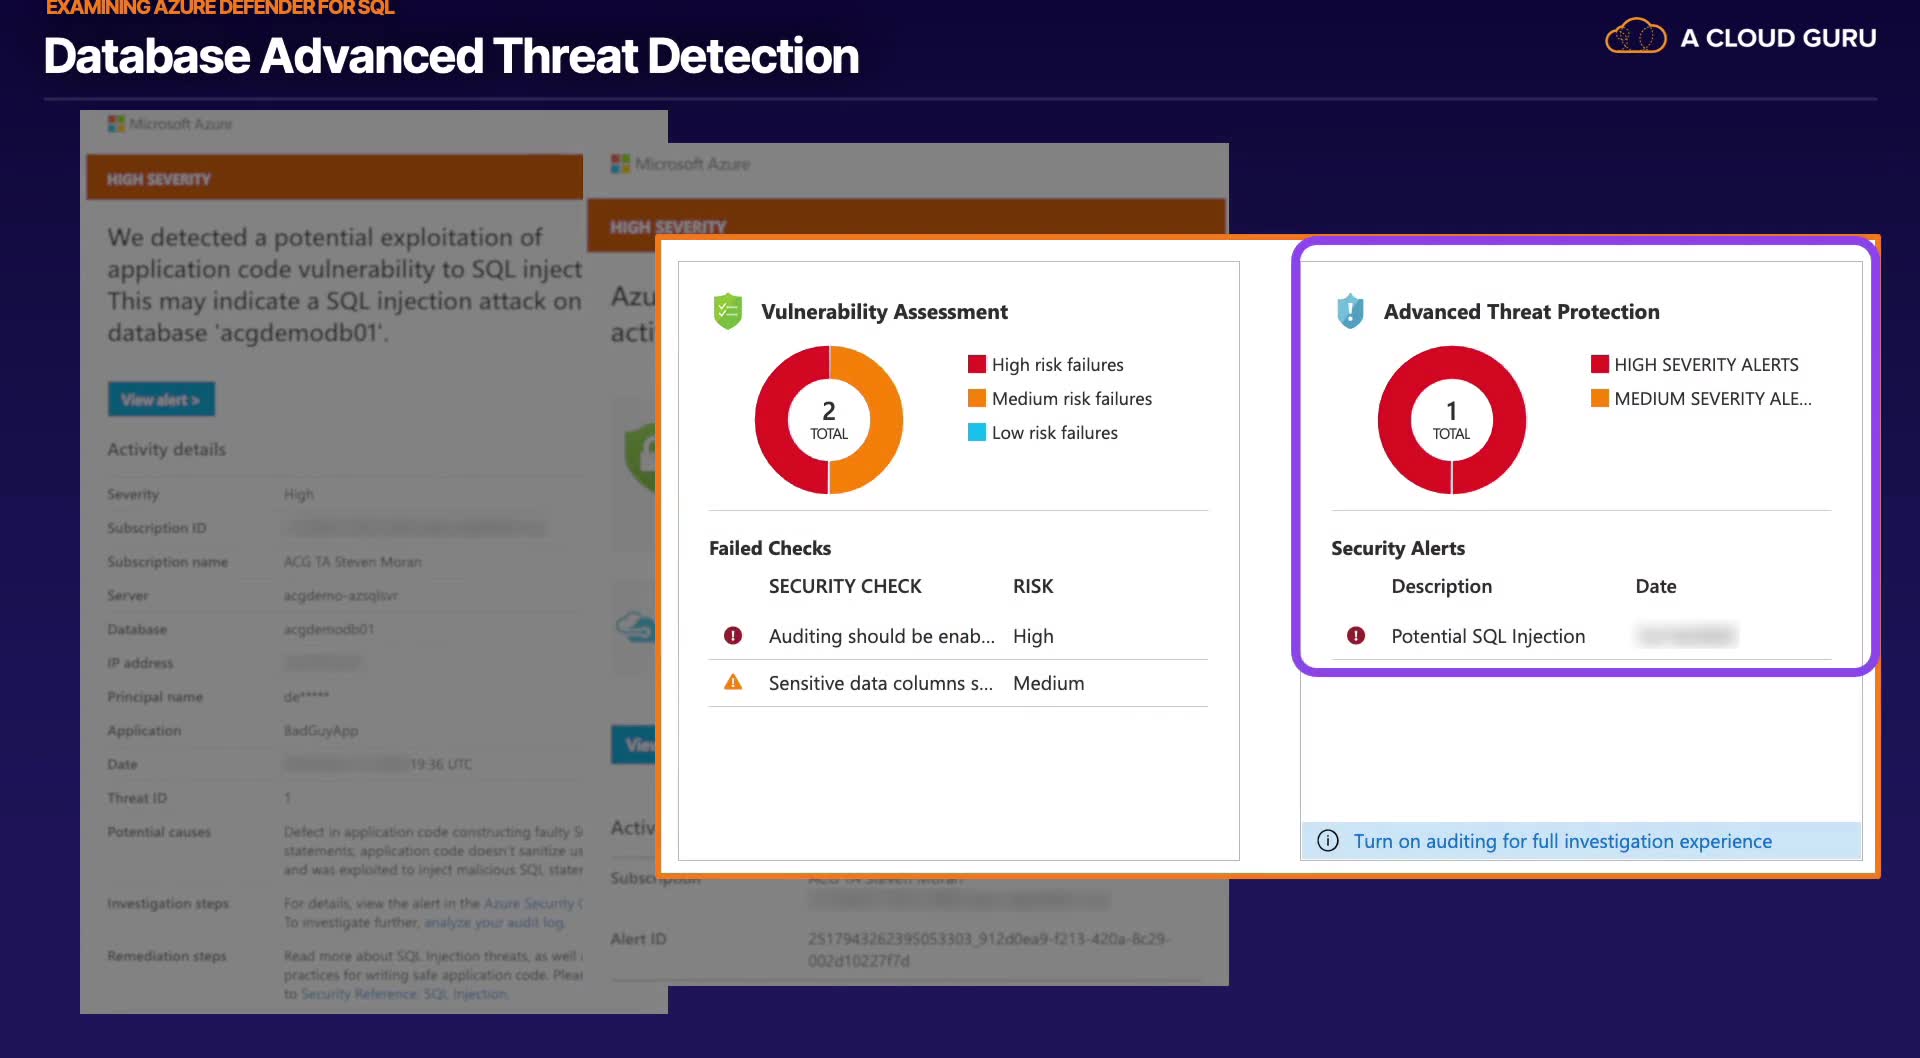 EXAMINING AZURE DEFENDER FOR SQL
Database Advanced Threat Detection
A CLOUD GURU
Microsoft Azure
HIGH SEVERITY
We detected a potential exploitation of
application code vulnerability to SQL inject
This may indicate a SQL injection attack on
database 'acgdemodb01'.
View alert >
Activity details
Severity High
Subscription ID
Subscription name ACG TA Steven Moran
Server acgdemo-azsqlsvr
Database acgdemodb01
IP address
Principal name de*****
Application BadGuyApp
Date 19:36 UTC
Threat ID 1
Potential causes Defect in application code constructing faulty S
statements; application code doesn't sanitize us
and was exploited to inject malicious SQL stater
Investigation steps For details, view the alert in the Azure Security C
To investigate further, analyze your audit log.
Remediation steps Read more about SQL Injection threats, as well
practices for writing safe application code. Plea
to Security Reference: SQL Injection.
Microsoft Azure
HIGH SEVERITY
Azu
acti
View
Activ
Subscription ACG TA Steven Moran
Alert ID 2517943262395053303_912d0ea9-f213-420a-8c29-
002d10227f7d
Vulnerability Assessment
2
TOTAL
High risk failures
Medium risk failures
Low risk failures
Failed Checks
SECURITY CHECK RISK
Auditing should be enab... High
Sensitive data columns s... Medium
Advanced Threat Protection
1
TOTAL
HIGH SEVERITY ALERTS
MEDIUM SEVERITY ALE...
Security Alerts
Description Date
Potential SQL Injection
Turn on auditing for full investigation experience